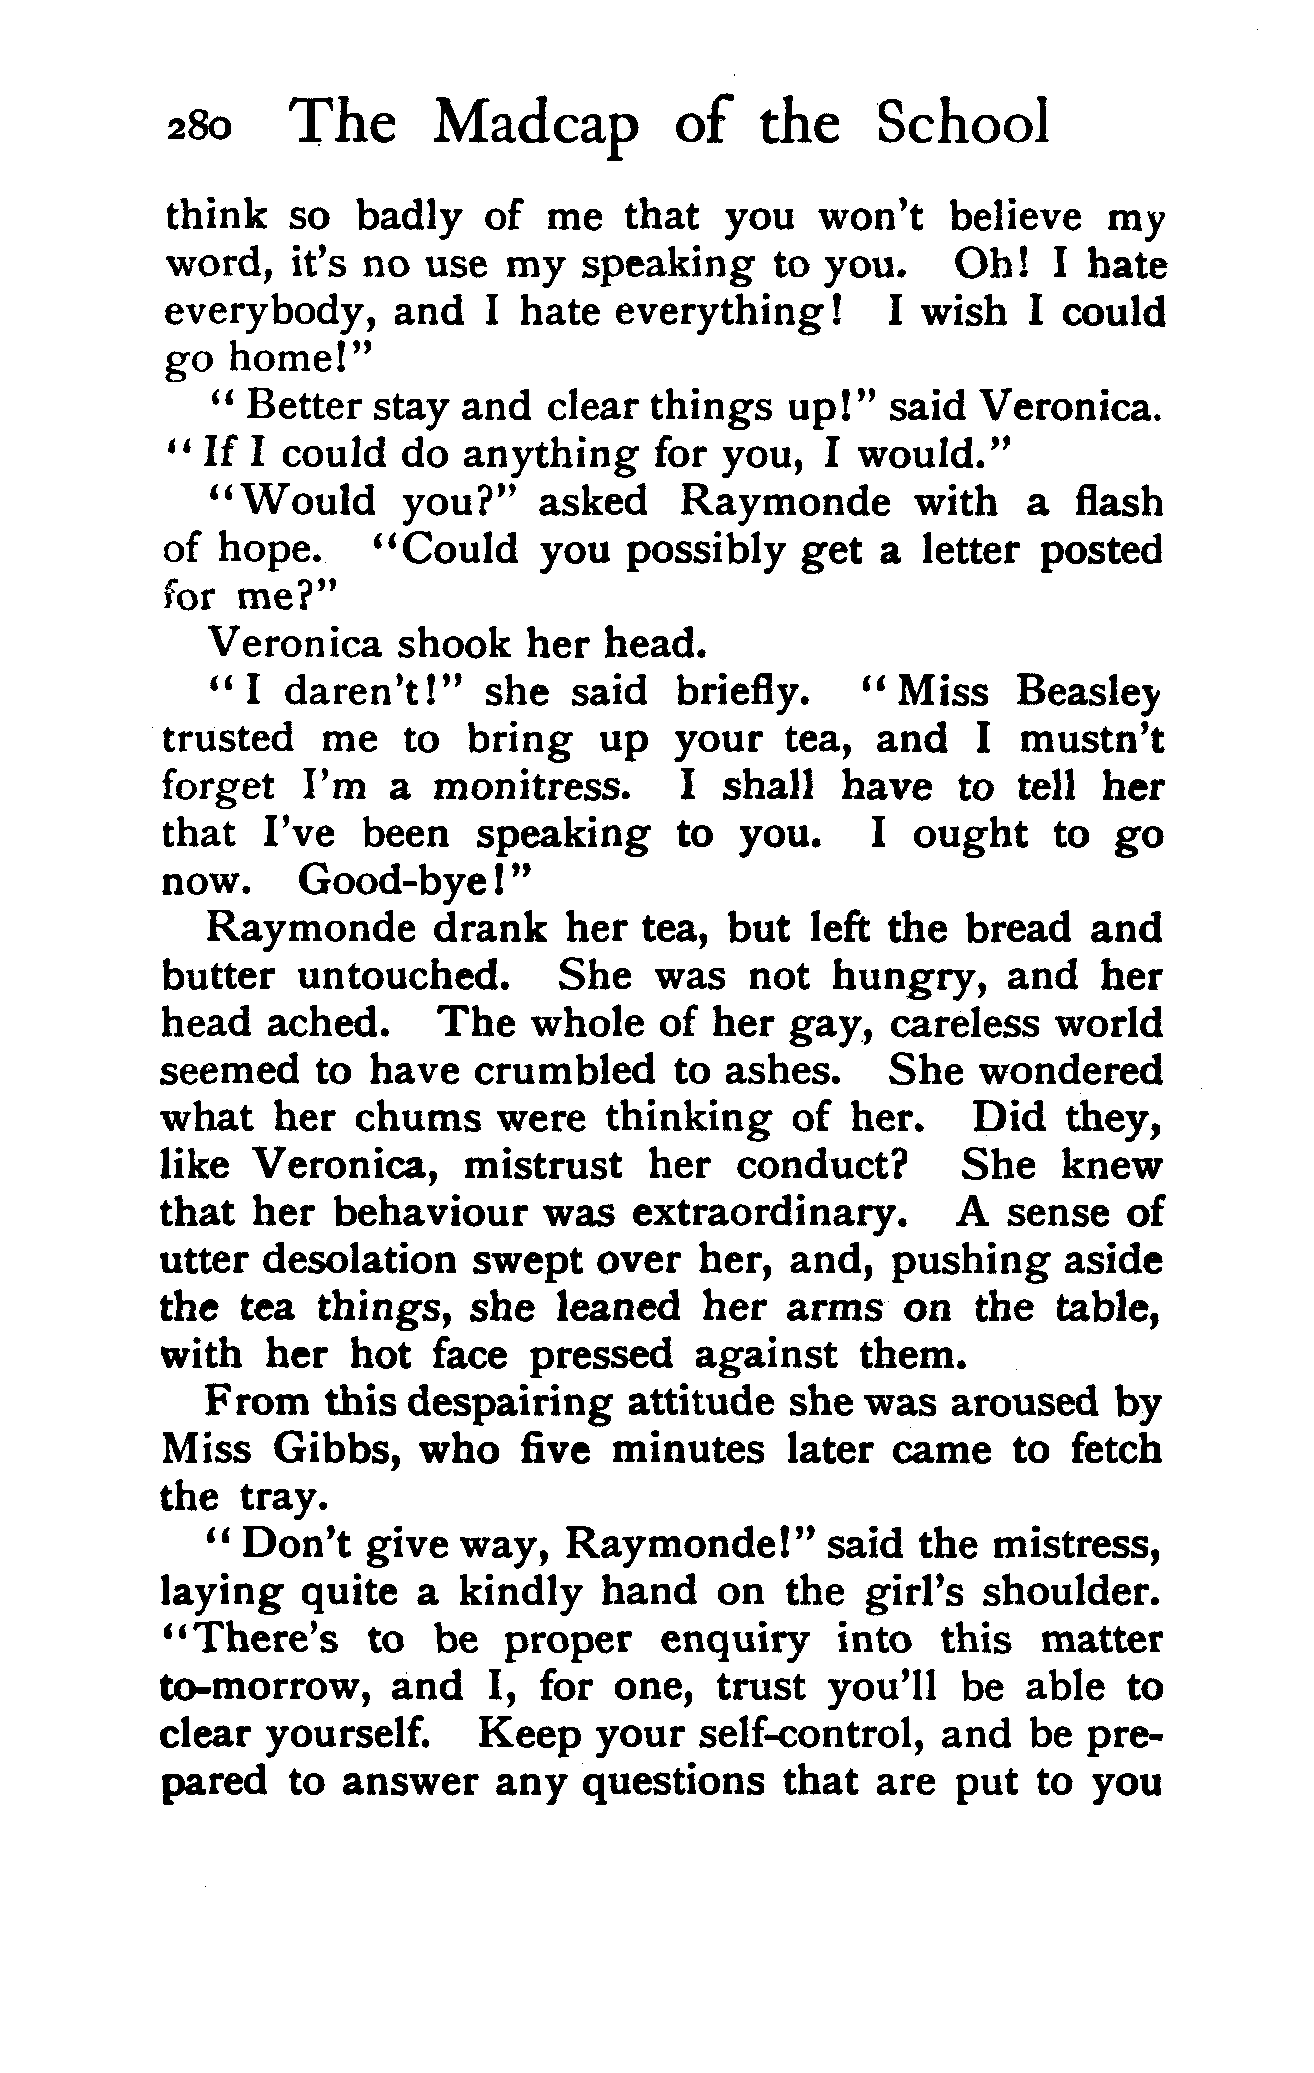 280 The Madcap of the School
think so badly of me that you won't believe my
word, it's no use my speaking to you. Oh! I hate
everybody, and I hate everything! I wish I could
go home!"
"Better stay and clear things up!" said Veronica.
"If I could do anything for you, I would."
"Would you?" asked Raymonde with a flash
of hope. "Could you possibly get a letter posted
for me?"
Veronica shook her head.
"I daren't!" she said briefly. "Miss Beasley
trusted me to bring up your tea, and I mustn't
forget I'm a monitress. I shall have to tell her
that I've been speaking to you. I ought to go
now. Good-bye!"
Raymonde drank her tea, but left the bread and
butter untouched. She was not hungry, and her
head ached. The whole of her gay, careless world
seemed to have crumbled to ashes. She wondered
what her chums were thinking of her. Did they,
like Veronica, mistrust her conduct? She knew
that her behaviour was extraordinary. A sense of
utter desolation swept over her, and, pushing aside
the tea things, she leaned her arms on the table,
with her hot face pressed against them.
From this despairing attitude she was aroused by
Miss Gibbs, who five minutes later came to fetch
the tray.
"Don't give way, Raymonde!" said the mistress,
laying quite a kindly hand on the girl's shoulder.
"There's to be proper enquiry into this matter
to-morrow, and I, for one, trust you'll be able to
clear yourself. Keep your self-control, and be pre-
pared to answer any questions that are put to you